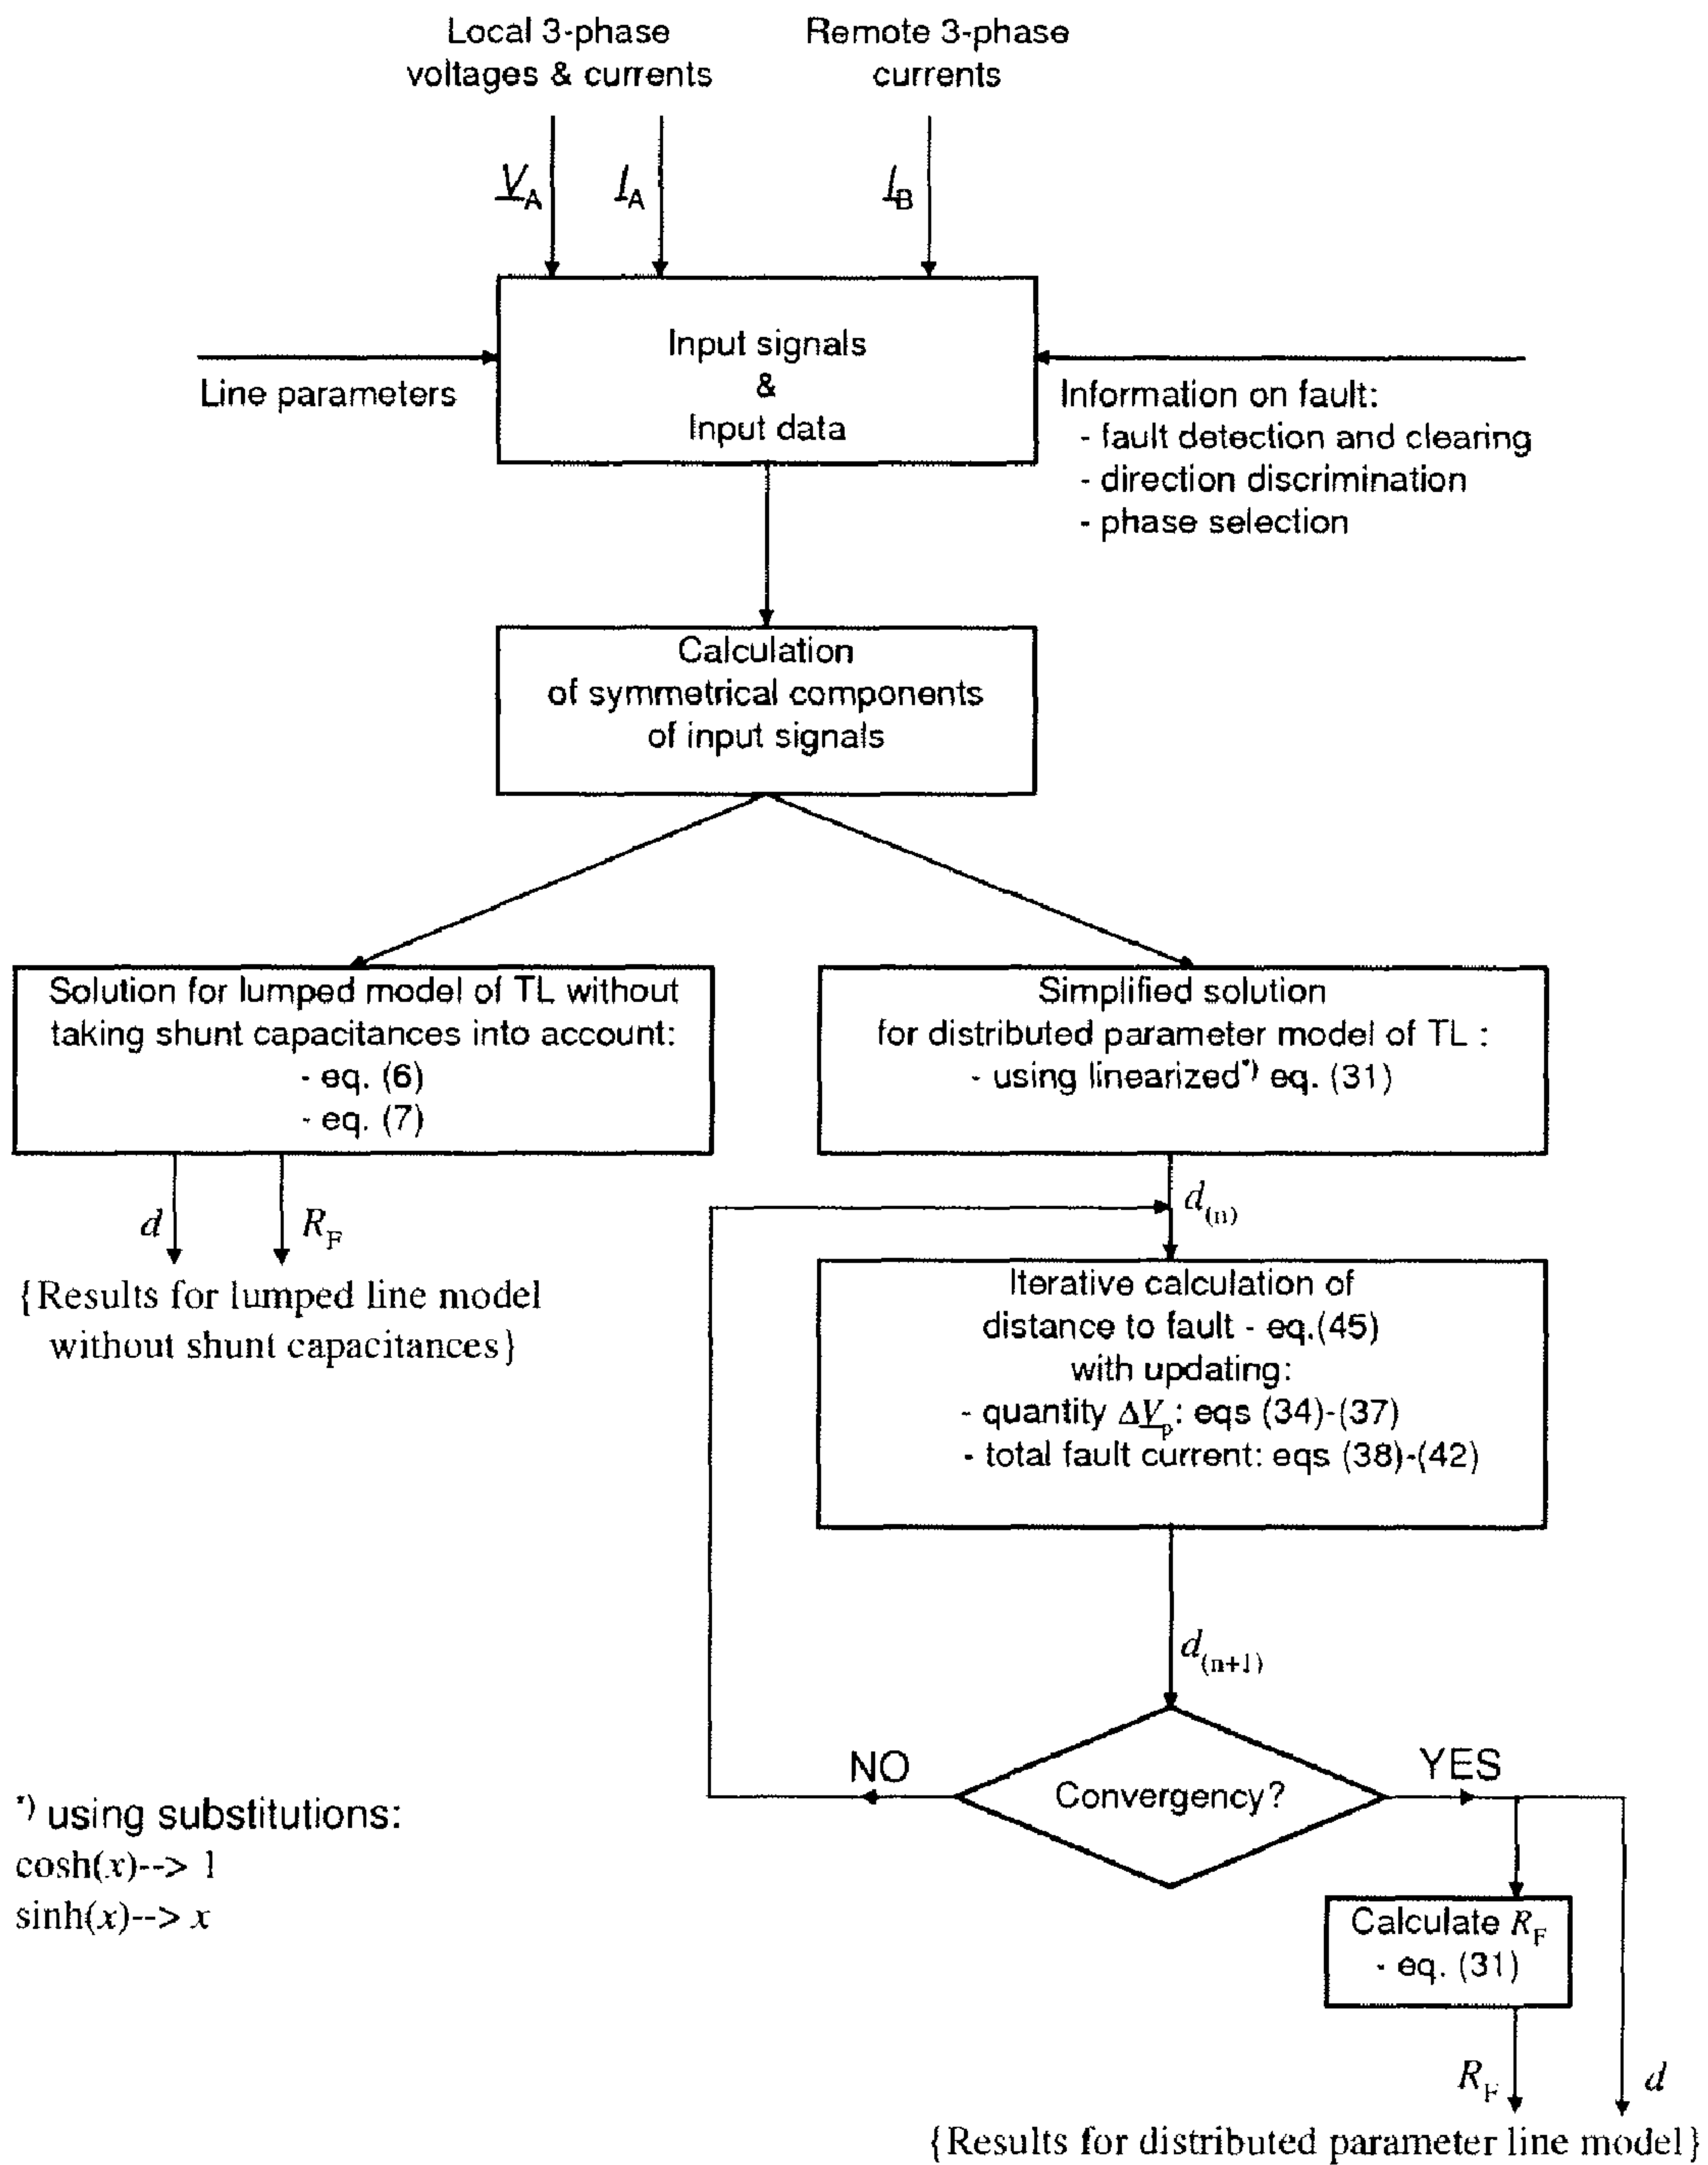 Local 3-phase
voltages & currents
Remote 3-phase
currents
V_A
I_A
I_B
Input signals
&
Input data
Line parameters
Information on fault:
- fault detection and clearing
- direction discrimination
- phase selection
Calculation
of symmetrical components
of input signals
Solution for lumped model of TL without
taking shunt capacitances into account:
- eq. (6)
- eq. (7)
Simplified solution
for distributed parameter model of TL :
- using linearized*) eq. (31)
d
R_F
{Results for lumped line model
without shunt capacitances}
d_(n)
Iterative calculation of
distance to fault - eq.(45)
with updating:
- quantity ΔV_p: eqs (34)-(37)
- total fault current: eqs (38)-(42)
d_(n+1)
NO
Convergency?
YES
*) using substitutions:
cosh(x)--> 1
sinh(x)--> x
Calculate R_F
- eq. (31)
R_F
d
{Results for distributed parameter line model}